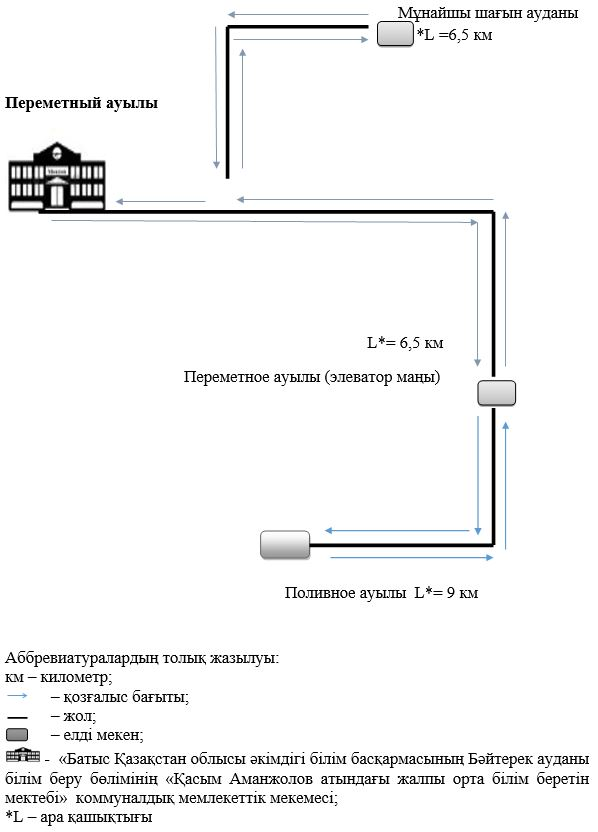 Мұнайшы шағын ауданы
*L =6,5 км
Переметный ауылы
L*= 6,5 км
Переметное ауылы (элеватор маңы)
Поливное ауылы L*= 9 км
Аббревиатуралардың толық жазылуы:
км – километр;
– қозғалыс бағыты;
– жол;
– елді мекен;
- «Батыс Қазақстан облысы әкімдігі білім басқармасының Бәйтерек ауданы
білім беру бөлімінің «Қасым Аманжолов атындағы жалпы орта білім беретін
мектебі» коммуналдық мемлекеттік мекемесі;
*L – ара қашықтығы